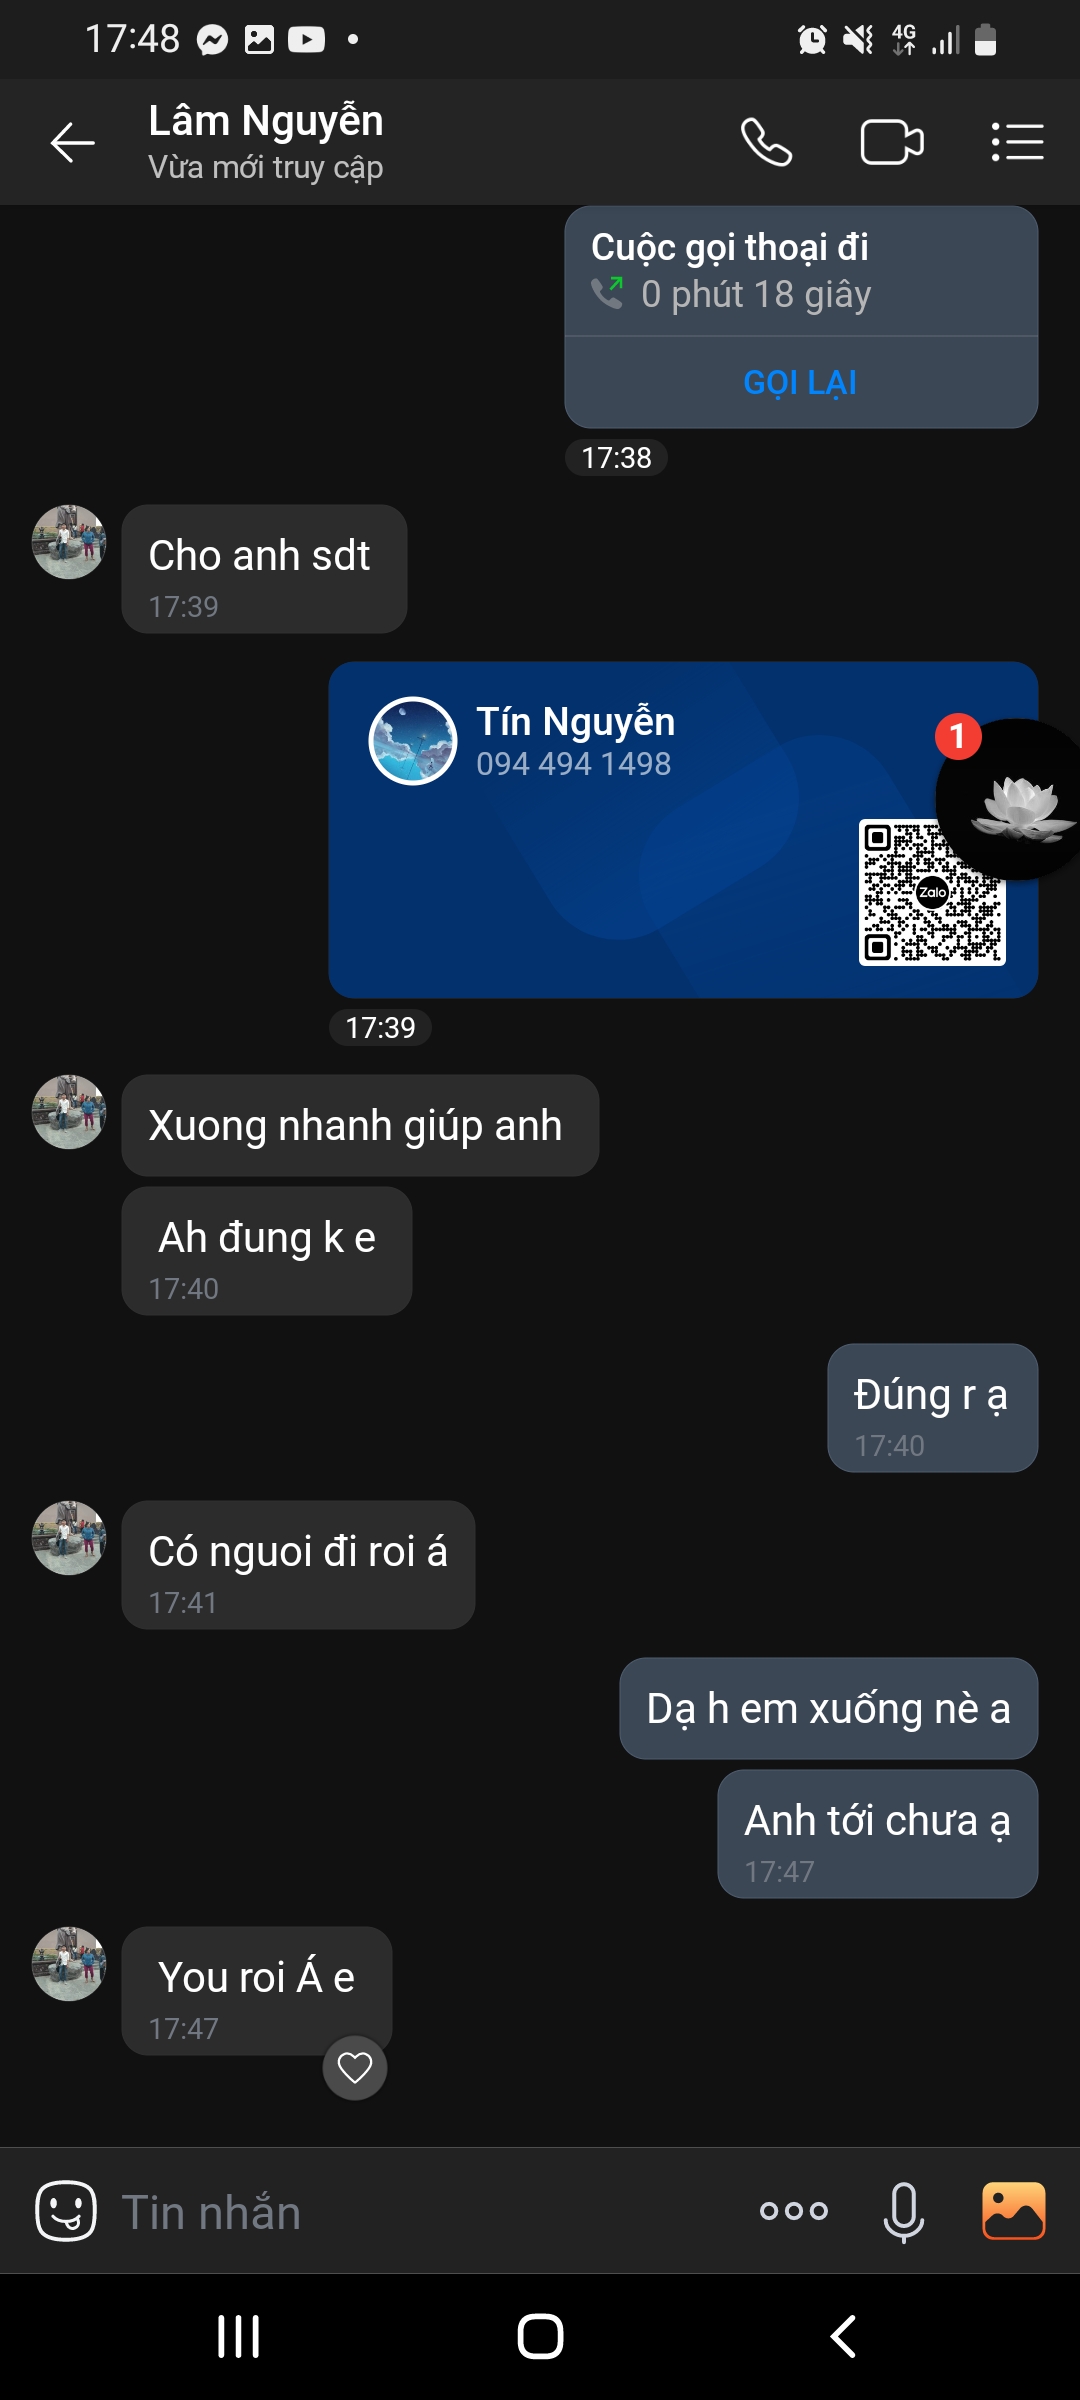 17:48
4G
Lâm Nguyễn
Vừa mới truy cập
Cuộc gọi thoại đi
0 phút 18 giây
GỌI LẠI
17:38
Cho anh sdt
17:39
Tín Nguyễn
094 494 1498
1
Zalo
17:39
Xuong nhanh giúp anh
Ah đung k e
17:40
Đúng r ạ
17:40
Có nguoi đi roi á
17:41
Dạ h em xuống nè a
Anh tới chưa ạ
17:47
You roi Á e
17:47
Tin nhắn